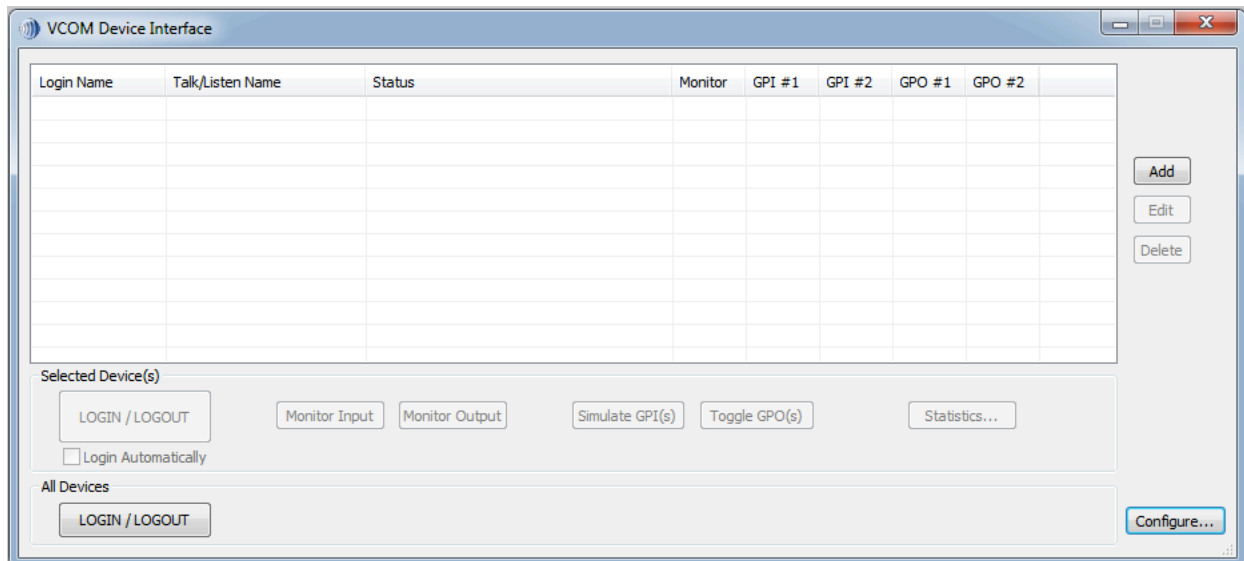 VCOM Device Interface
Login Name Talk/Listen Name Status Monitor GPI #1 GPI #2 GPO #1 GPO #2
Add
Edit
Delete
Selected Device(s)
LOGIN / LOGOUT Monitor Input Monitor Output Simulate GPI(s) Toggle GPO(s) Statistics...
Login Automatically
All Devices
LOGIN / LOGOUT
Configure...